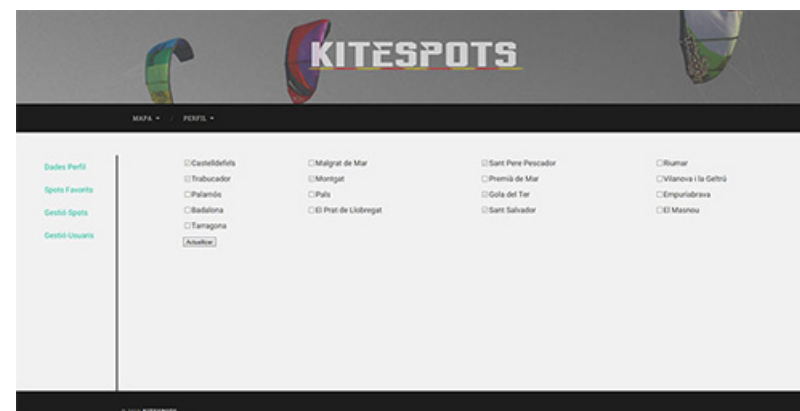 KITESPOTS
MAPA / PERFIL
Dades Perfil
Spots Favorits
Gestió Spots
Gestió Usuaris
Castelldefels Malgrat de Mar Sant Pere Pescador Riumar
Trabucador Montgat Premià de Mar Vilanova i la Geltrú
Palamós Pals Gola del Ter Empuriabrava
Badalona El Prat de Llobregat Sant Salvador El Masnou
Tarragona
Actualitzar
KITESPOTS